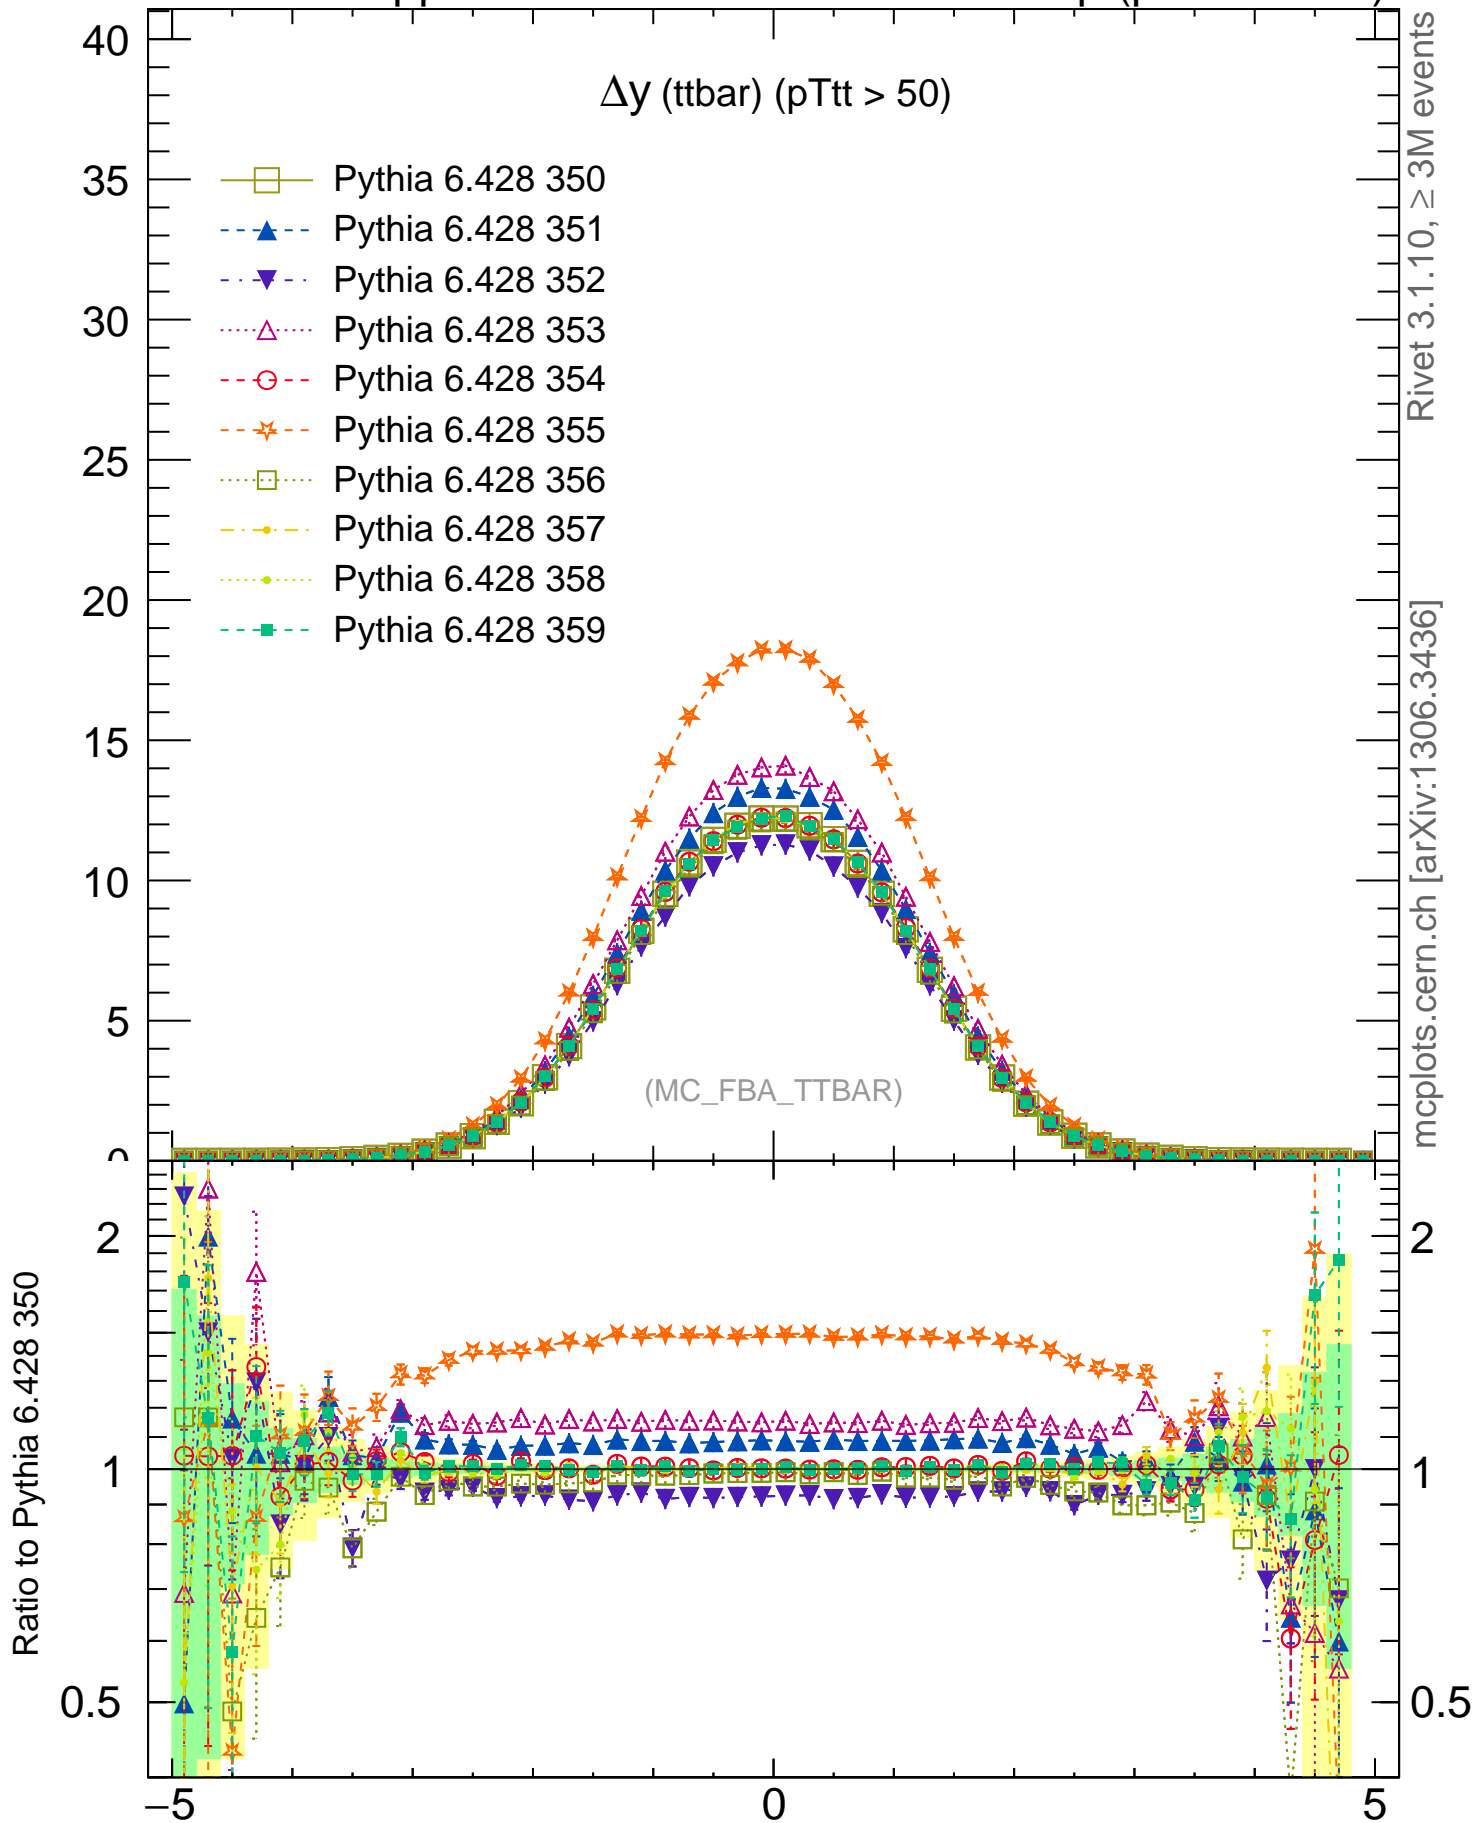 Δy (ttbar) (pTtt > 50)
40
35
30
25
20
15
10
5
0
Pythia 6.428 350
Pythia 6.428 351
Pythia 6.428 352
Pythia 6.428 353
Pythia 6.428 354
Pythia 6.428 355
Pythia 6.428 356
Pythia 6.428 357
Pythia 6.428 358
Pythia 6.428 359
(MC_FBA_TTBAR)
Rivet 3.1.10, ≥ 3M events
mcplots.cern.ch [arXiv:1306.3436]
Ratio to Pythia 6.428 350
2
1
0.5
2
1
0.5
−5
0
5